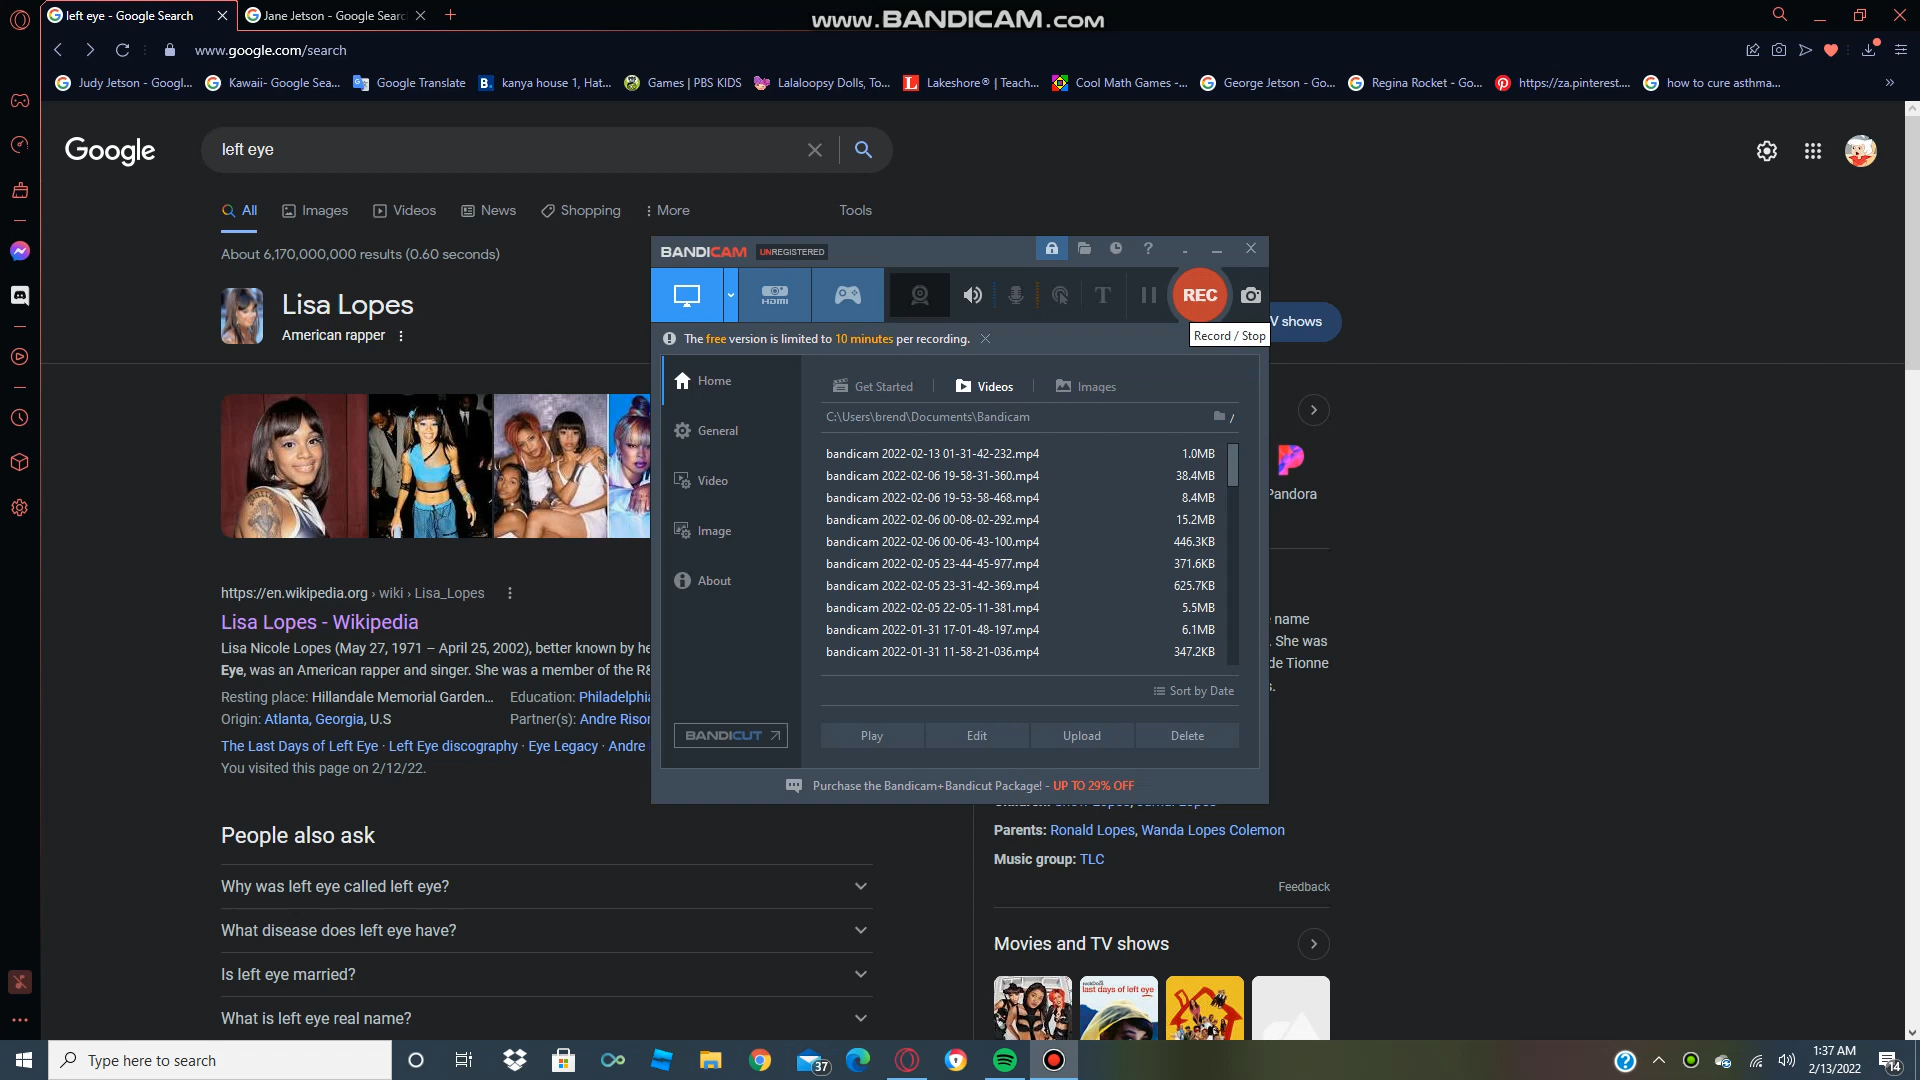 left eye - Google Search
Jane Jetson - Google Search
www.BANDICAM.com
www.google.com/search
Judy Jetson - Googl...
Kawaii- Google Sea...
Google Translate
kanya house 1, Hat...
Games | PBS KIDS
Lalaloopsy Dolls, To...
Lakeshore® | Teach...
Cool Math Games -...
George Jetson - Go...
Regina Rocket - Go...
https://za.pinterest....
how to cure asthma...
Google
left eye
All
Images
Videos
News
Shopping
More
Tools
About 6,170,000,000 results (0.60 seconds)
Lisa Lopes
American rapper
V shows
BANDICAM UNREGISTERED
HDMI
REC
Record / Stop
The free version is limited to 10 minutes per recording.
Home
General
Video
Image
About
BANDICUT
Get Started
Videos
Images
C:\Users\brend\Documents\Bandicam
bandicam 2022-02-13 01-31-42-232.mp4 1.0MB
bandicam 2022-02-06 19-58-31-360.mp4 38.4MB
bandicam 2022-02-06 19-53-58-468.mp4 8.4MB
bandicam 2022-02-06 00-08-02-292.mp4 15.2MB
bandicam 2022-02-06 00-06-43-100.mp4 446.3KB
bandicam 2022-02-05 23-44-45-977.mp4 371.6KB
bandicam 2022-02-05 23-31-42-369.mp4 625.7KB
bandicam 2022-02-05 22-05-11-381.mp4 5.5MB
bandicam 2022-01-31 17-01-48-197.mp4 6.1MB
bandicam 2022-01-31 11-58-21-036.mp4 347.2KB
Sort by Date
Play Edit Upload Delete
Purchase the Bandicam+Bandicut Package! - UP TO 29% OFF
https://en.wikipedia.org › wiki › Lisa_Lopes
Lisa Lopes - Wikipedia
Lisa Nicole Lopes (May 27, 1971 – April 25, 2002), better known by he
Eye, was an American rapper and singer. She was a member of the R&
Resting place: Hillandale Memorial Garden... Education: Philadelphia
Origin: Atlanta, Georgia, U.S Partner(s): Andre Rison
The Last Days of Left Eye · Left Eye discography · Eye Legacy · Andre
You visited this page on 2/12/22.
People also ask
Why was left eye called left eye?
What disease does left eye have?
Is left eye married?
What is left eye real name?
Pandora
name
. She was
de Tionne
s.
Parents: Ronald Lopes, Wanda Lopes Colemon
Music group: TLC
Feedback
Movies and TV shows
last days of left eye
Type here to search
37
1:37 AM
2/13/2022
14